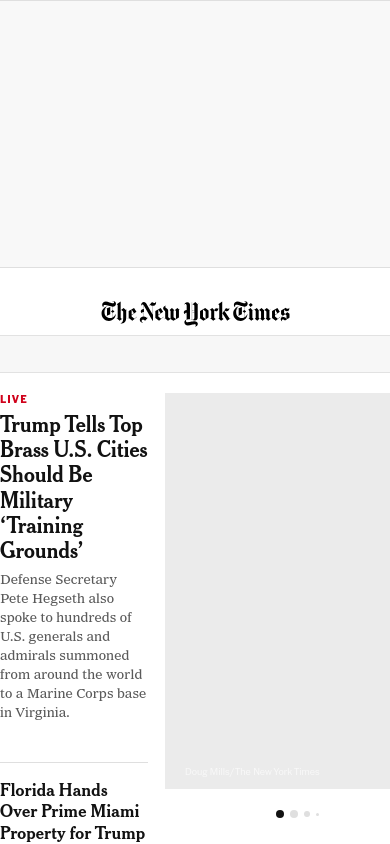 The New York Times
LIVE
Trump Tells Top
Brass U.S. Cities
Should Be
Military
‘Training
Grounds’
Defense Secretary
Pete Hegseth also
spoke to hundreds of
U.S. generals and
admirals summoned
from around the world
to a Marine Corps base
in Virginia.
Doug Mills/The New York Times
Florida Hands
Over Prime Miami
Property for Trump